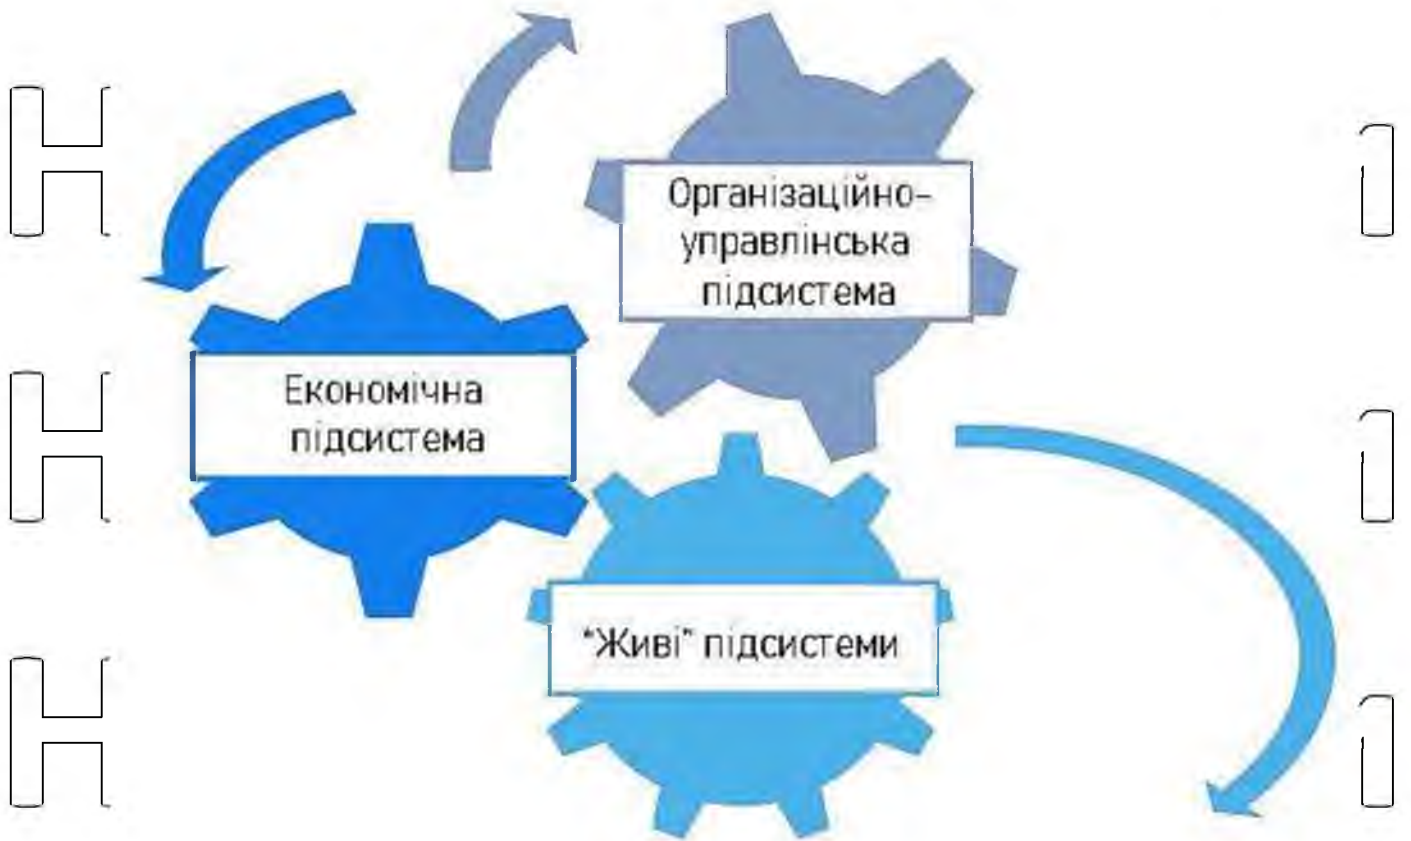 Організаційно-
управлінська
підсистема
Економічна
підсистема
"Живі" підсистеми